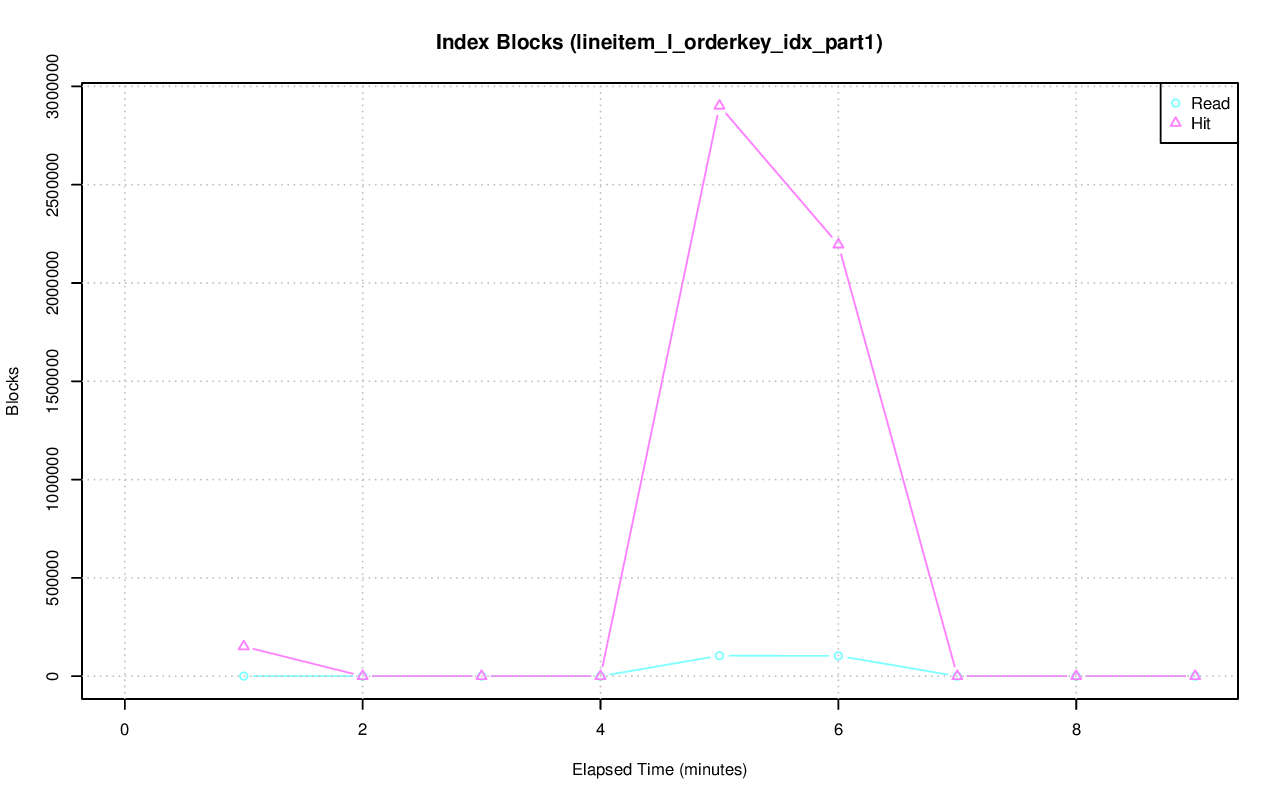 Index Blocks (lineitem_l_orderkey_idx_part1)
Read
Hit
3000000
2500000
2000000
1500000
1000000
500000
0
Blocks
0 2 4 6 8
Elapsed Time (minutes)